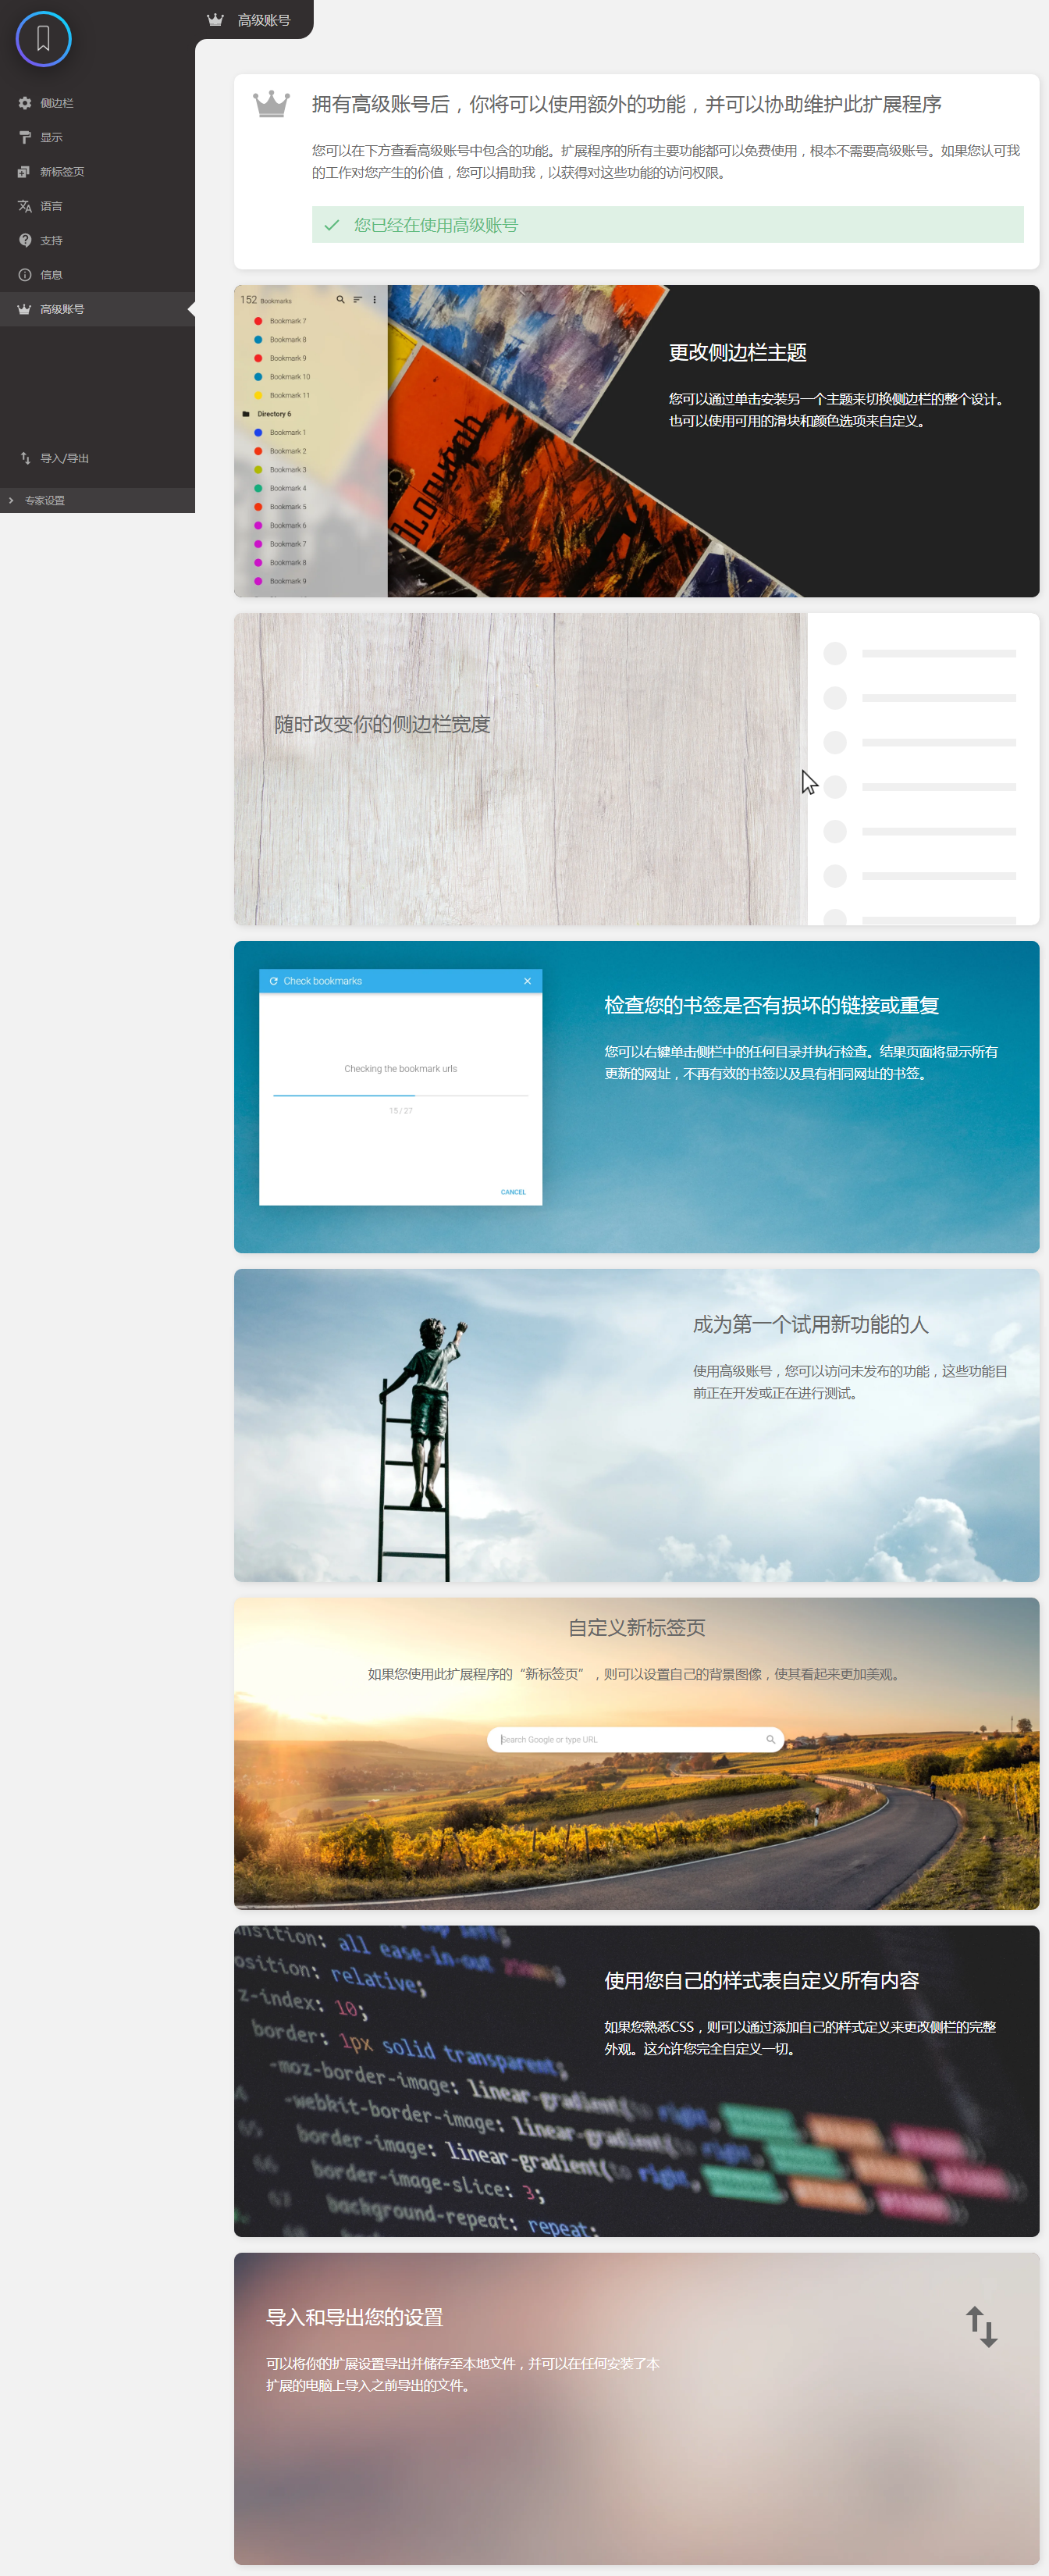 高级账号
侧边栏
显示
新标签页
语言
支持
信息
高级账号
导入/导出
专家设置
拥有高级账号后，你将可以使用额外的功能，并可以协助维护此扩展程序
您可以在下方查看高级账号中包含的功能。扩展程序的所有主要功能都可以免费使用，根本不需要高级账号。如果您认可我
的工作对您产生的价值，您可以捐助我，以获得对这些功能的访问权限。
您已经在使用高级账号
152 Bookmarks
Bookmark 7
Bookmark 8
Bookmark 9
Bookmark 10
Bookmark 11
Directory 6
Bookmark 1
Bookmark 2
Bookmark 3
Bookmark 4
Bookmark 5
Bookmark 6
Bookmark 7
Bookmark 8
Bookmark 9
更改侧边栏主题
您可以通过单击安装另一个主题来切换侧边栏的整个设计。
也可以使用可用的滑块和颜色选项来自定义。
随时改变你的侧边栏宽度
Check bookmarks
Checking the bookmark urls
15 / 27
CANCEL
检查您的书签是否有损坏的链接或重复
您可以右键单击侧栏中的任何目录并执行检查。结果页面将显示所有
更新的网址，不再有效的书签以及具有相同网址的书签。
成为第一个试用新功能的人
使用高级账号，您可以访问未发布的功能，这些功能目
前正在开发或正在进行测试。
自定义新标签页
如果您使用此扩展程序的“新标签页”，则可以设置自己的背景图像，使其看起来更加美观。
Search Google or type URL
使用您自己的样式表自定义所有内容
如果您熟悉CSS，则可以通过添加自己的样式定义来更改侧栏的完整
外观。这允许您完全自定义一切。
all ease-in-out
position: relative;
z-index: 10;
border: 1px solid transparent;
-moz-border-image: linear-gradient(to right,
-webkit-border-image: linear-gradient(to right,
border-image: linear-gradient(to right,
border-image-slice: 3;
background-repeat: repeat;
导入和导出您的设置
可以将你的扩展设置导出并储存至本地文件，并可以在任何安装了本
扩展的电脑上导入之前导出的文件。